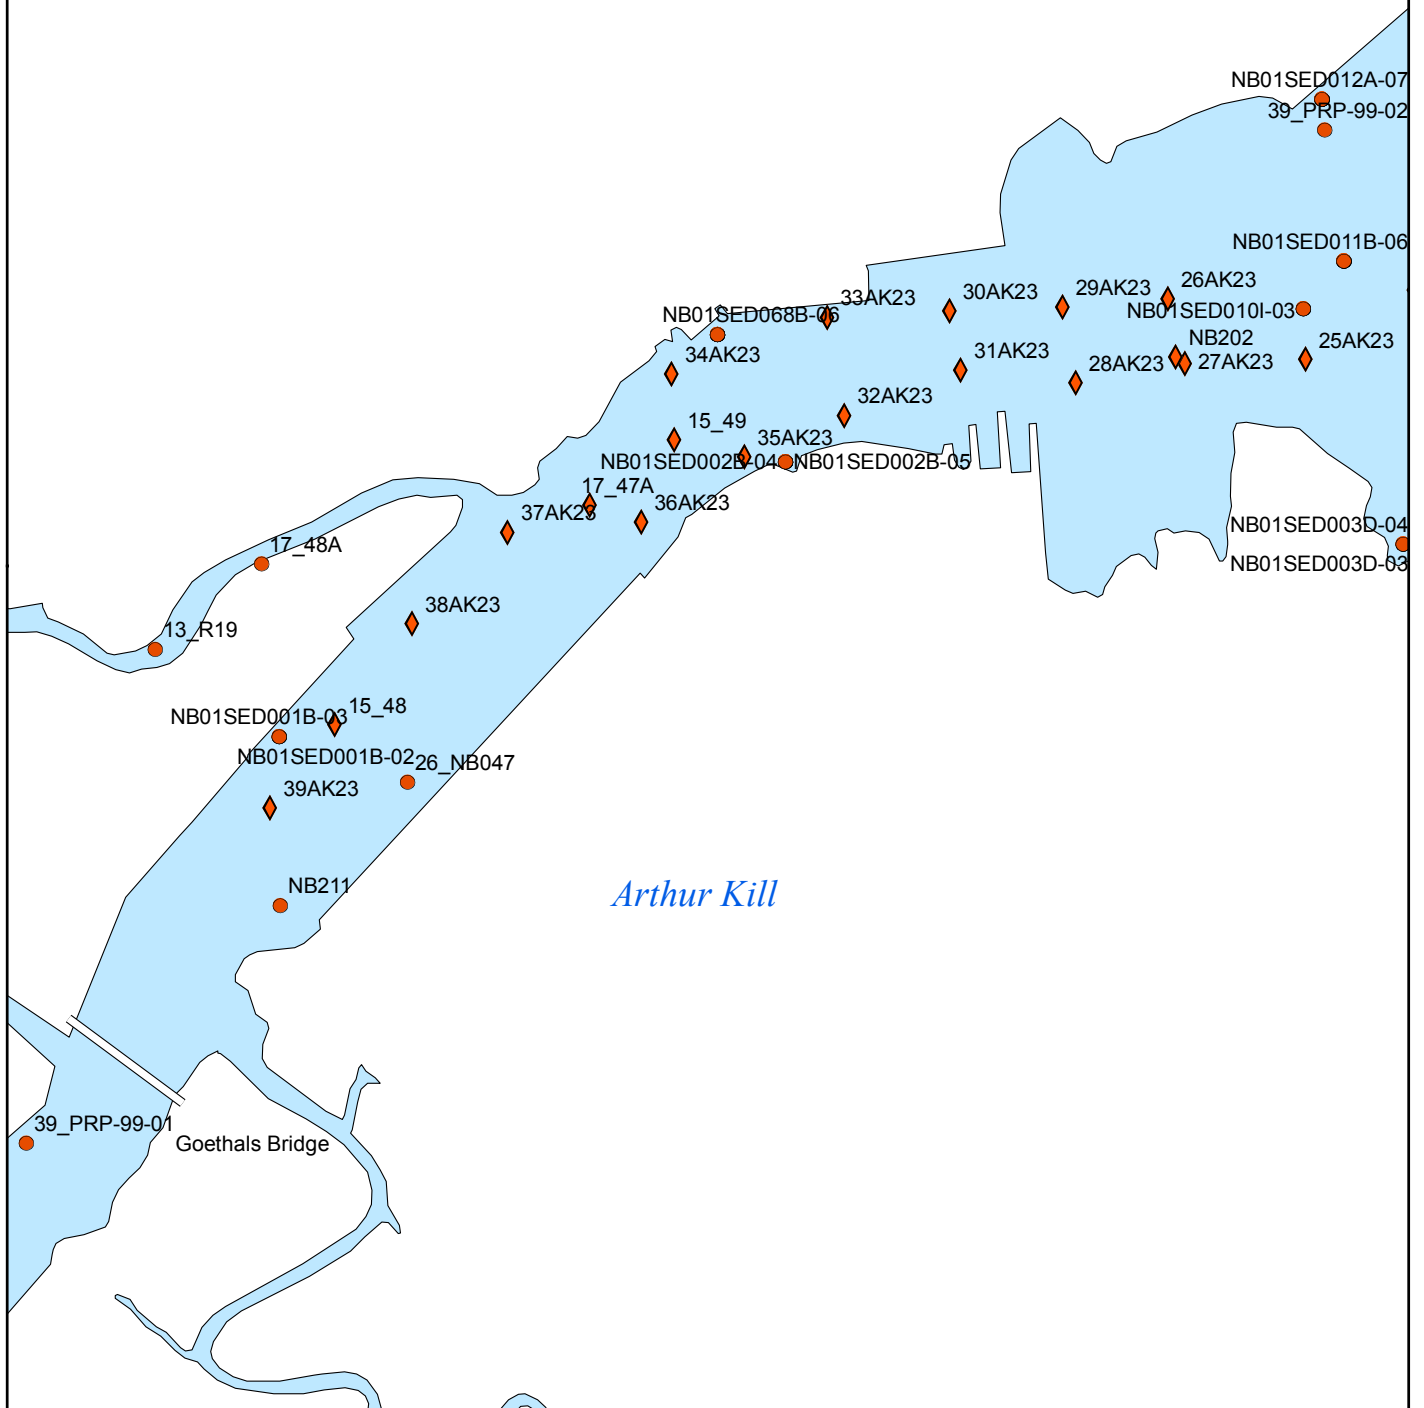 NB01SED012A-07
39_PRP-99-02
NB01SED011B-06
26AK23
29AK23
30AK23
33AK23
NB01SED010I-03
NB01SED068B-06
NB202
25AK23
34AK23
31AK23
28AK23
27AK23
32AK23
15_49
35AK23
NB01SED002B-04
NB01SED002B-05
17_47A
36AK23
37AK23
NB01SED003D-04
17_48A
NB01SED003D-03
38AK23
13_R19
15_48
NB01SED001B-03
NB01SED001B-02
26_NB047
39AK23
NB211
Arthur Kill
39_PRP-99-01
Goethals Bridge